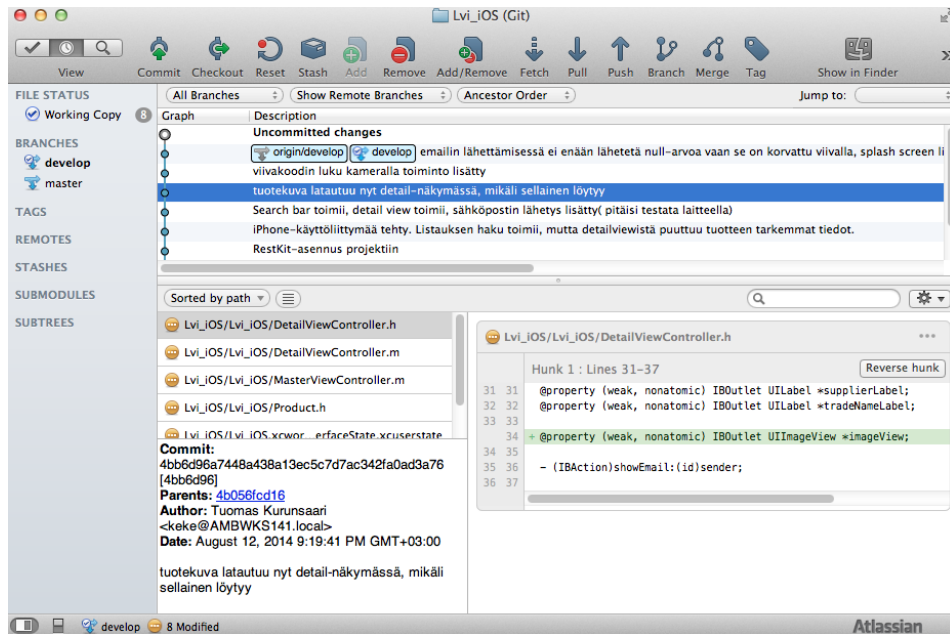 Lvi_iOS (Git)
View Commit Checkout Reset Stash Add Remove Add/Remove Fetch Pull Push Branch Merge Tag Show in Finder
FILE STATUS
Working Copy 8
BRANCHES
develop
master
TAGS
REMOTES
STASHES
SUBMODULES
SUBTREES
All Branches Show Remote Branches Ancestor Order Jump to:
Graph Description
Uncommitted changes
origin/develop develop emailin lähettämisessä ei enään lähetetä null-arvoa vaan se on korvattu viivalla, splash screen li
viivakoodin luku kameralla toiminto lisätty
tuotekuva latautuu nyt detail-näkymässä, mikäli sellainen löytyy
Search bar toimii, detail view toimii, sähköpostin lähetys lisätty( pitäisi testata laitteella)
iPhone-käyttöliittymää tehty. Listauksen haku toimii, mutta detailviewistä puuttuu tuotteen tarkemmat tiedot.
RestKit-asennus projektiin
Sorted by path
Lvi_iOS/Lvi_iOS/DetailViewController.h
Lvi_iOS/Lvi_iOS/DetailViewController.m
Lvi_iOS/Lvi_iOS/MasterViewController.m
Lvi_iOS/Lvi_iOS/Product.h
Lvi_iOS/Lvi_iOS.xcwor...erfaceState.xcuserstate
Commit:
4bb6d96a7448a438a13ec5c7d7ac342fa0ad3a76
[4bb6d96]
Parents: 4b056fcd16
Author: Tuomas Kurunsaari
<keke@AMBWKS141.local>
Date: August 12, 2014 9:19:41 PM GMT+03:00
tuotekuva latautuu nyt detail-näkymässä, mikäli
sellainen löytyy
Lvi_iOS/Lvi_iOS/DetailViewController.h
Hunk 1 : Lines 31-37 Reverse hunk
31 31 @property (weak, nonatomic) IBOutlet UILabel *supplierLabel;
32 32 @property (weak, nonatomic) IBOutlet UILabel *tradeNameLabel;
33 33
34 + @property (weak, nonatomic) IBOutlet UIImageView *imageView;
34 35
35 36 - (IBAction)showEmail:(id)sender;
36 37
develop 8 Modified Atlassian